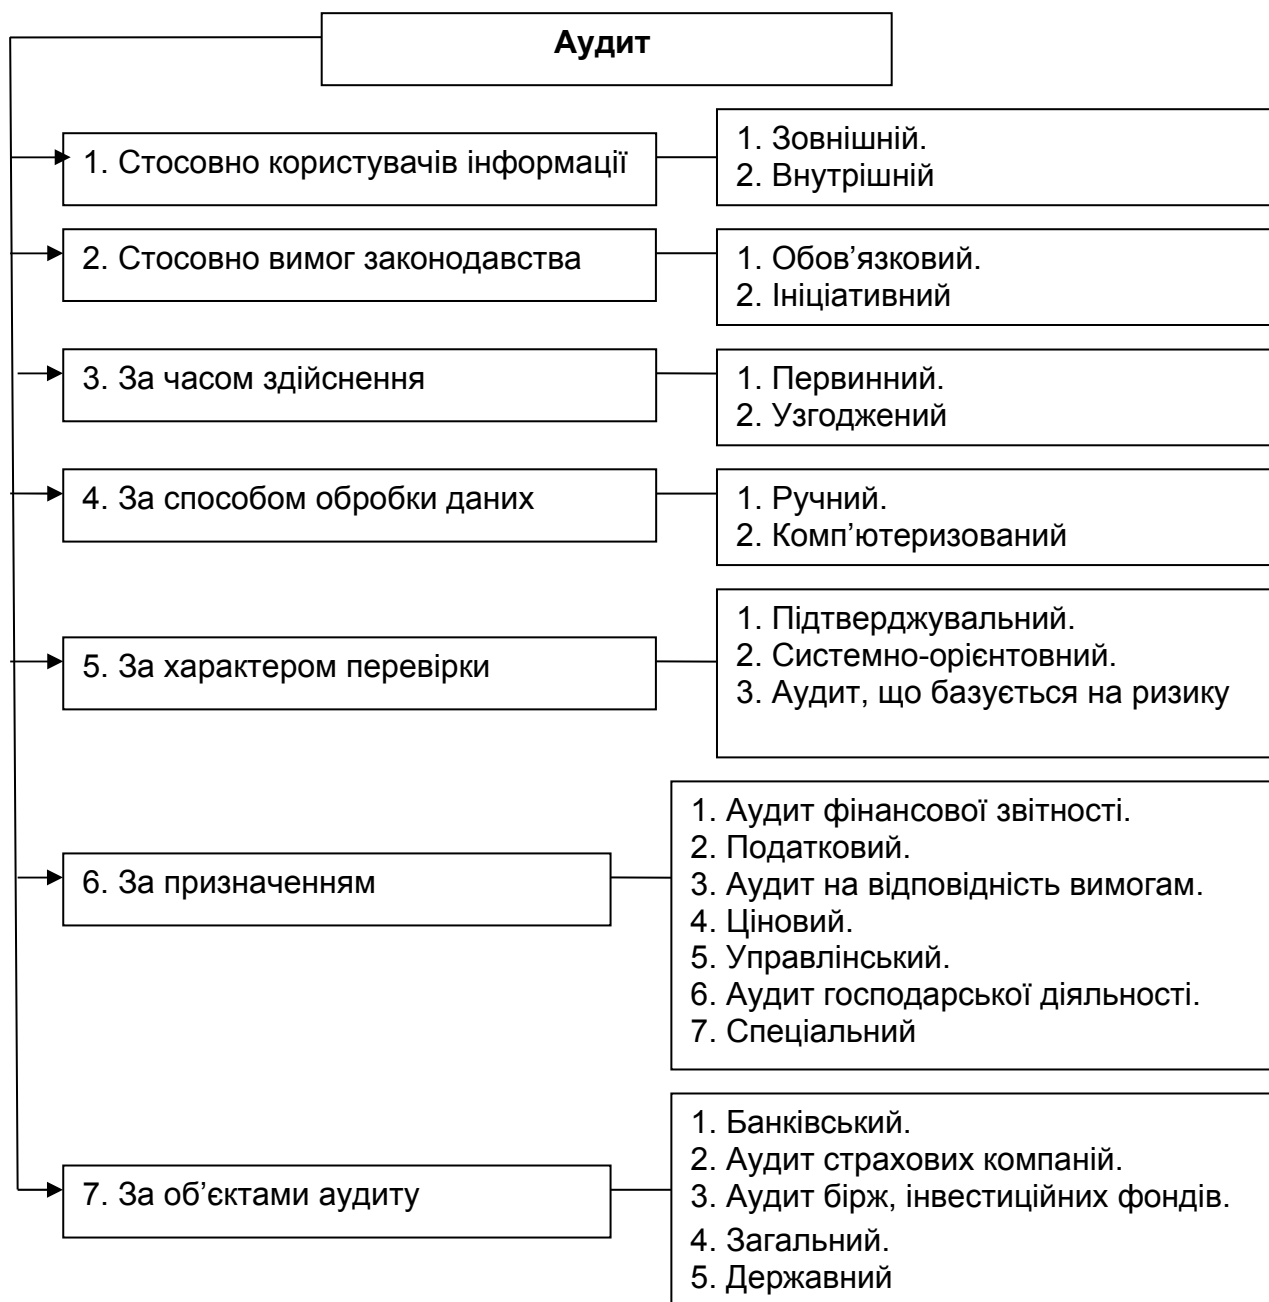 Аудит
1. Стосовно користувачів інформації
1. Зовнішній.
2. Внутрішній
2. Стосовно вимог законодавства
1. Обов’язковий.
2. Ініціативний
3. За часом здійснення
1. Первинний.
2. Узгоджений
4. За способом обробки даних
1. Ручний.
2. Комп’ютеризований
5. За характером перевірки
1. Підтверджувальний.
2. Системно-орієнтовний.
3. Аудит, що базується на ризику
6. За призначенням
1. Аудит фінансової звітності.
2. Податковий.
3. Аудит на відповідність вимогам.
4. Ціновий.
5. Управлінський.
6. Аудит господарської діяльності.
7. Спеціальний
7. За об’єктами аудиту
1. Банківський.
2. Аудит страхових компаній.
3. Аудит бірж, інвестиційних фондів.
4. Загальний.
5. Державний